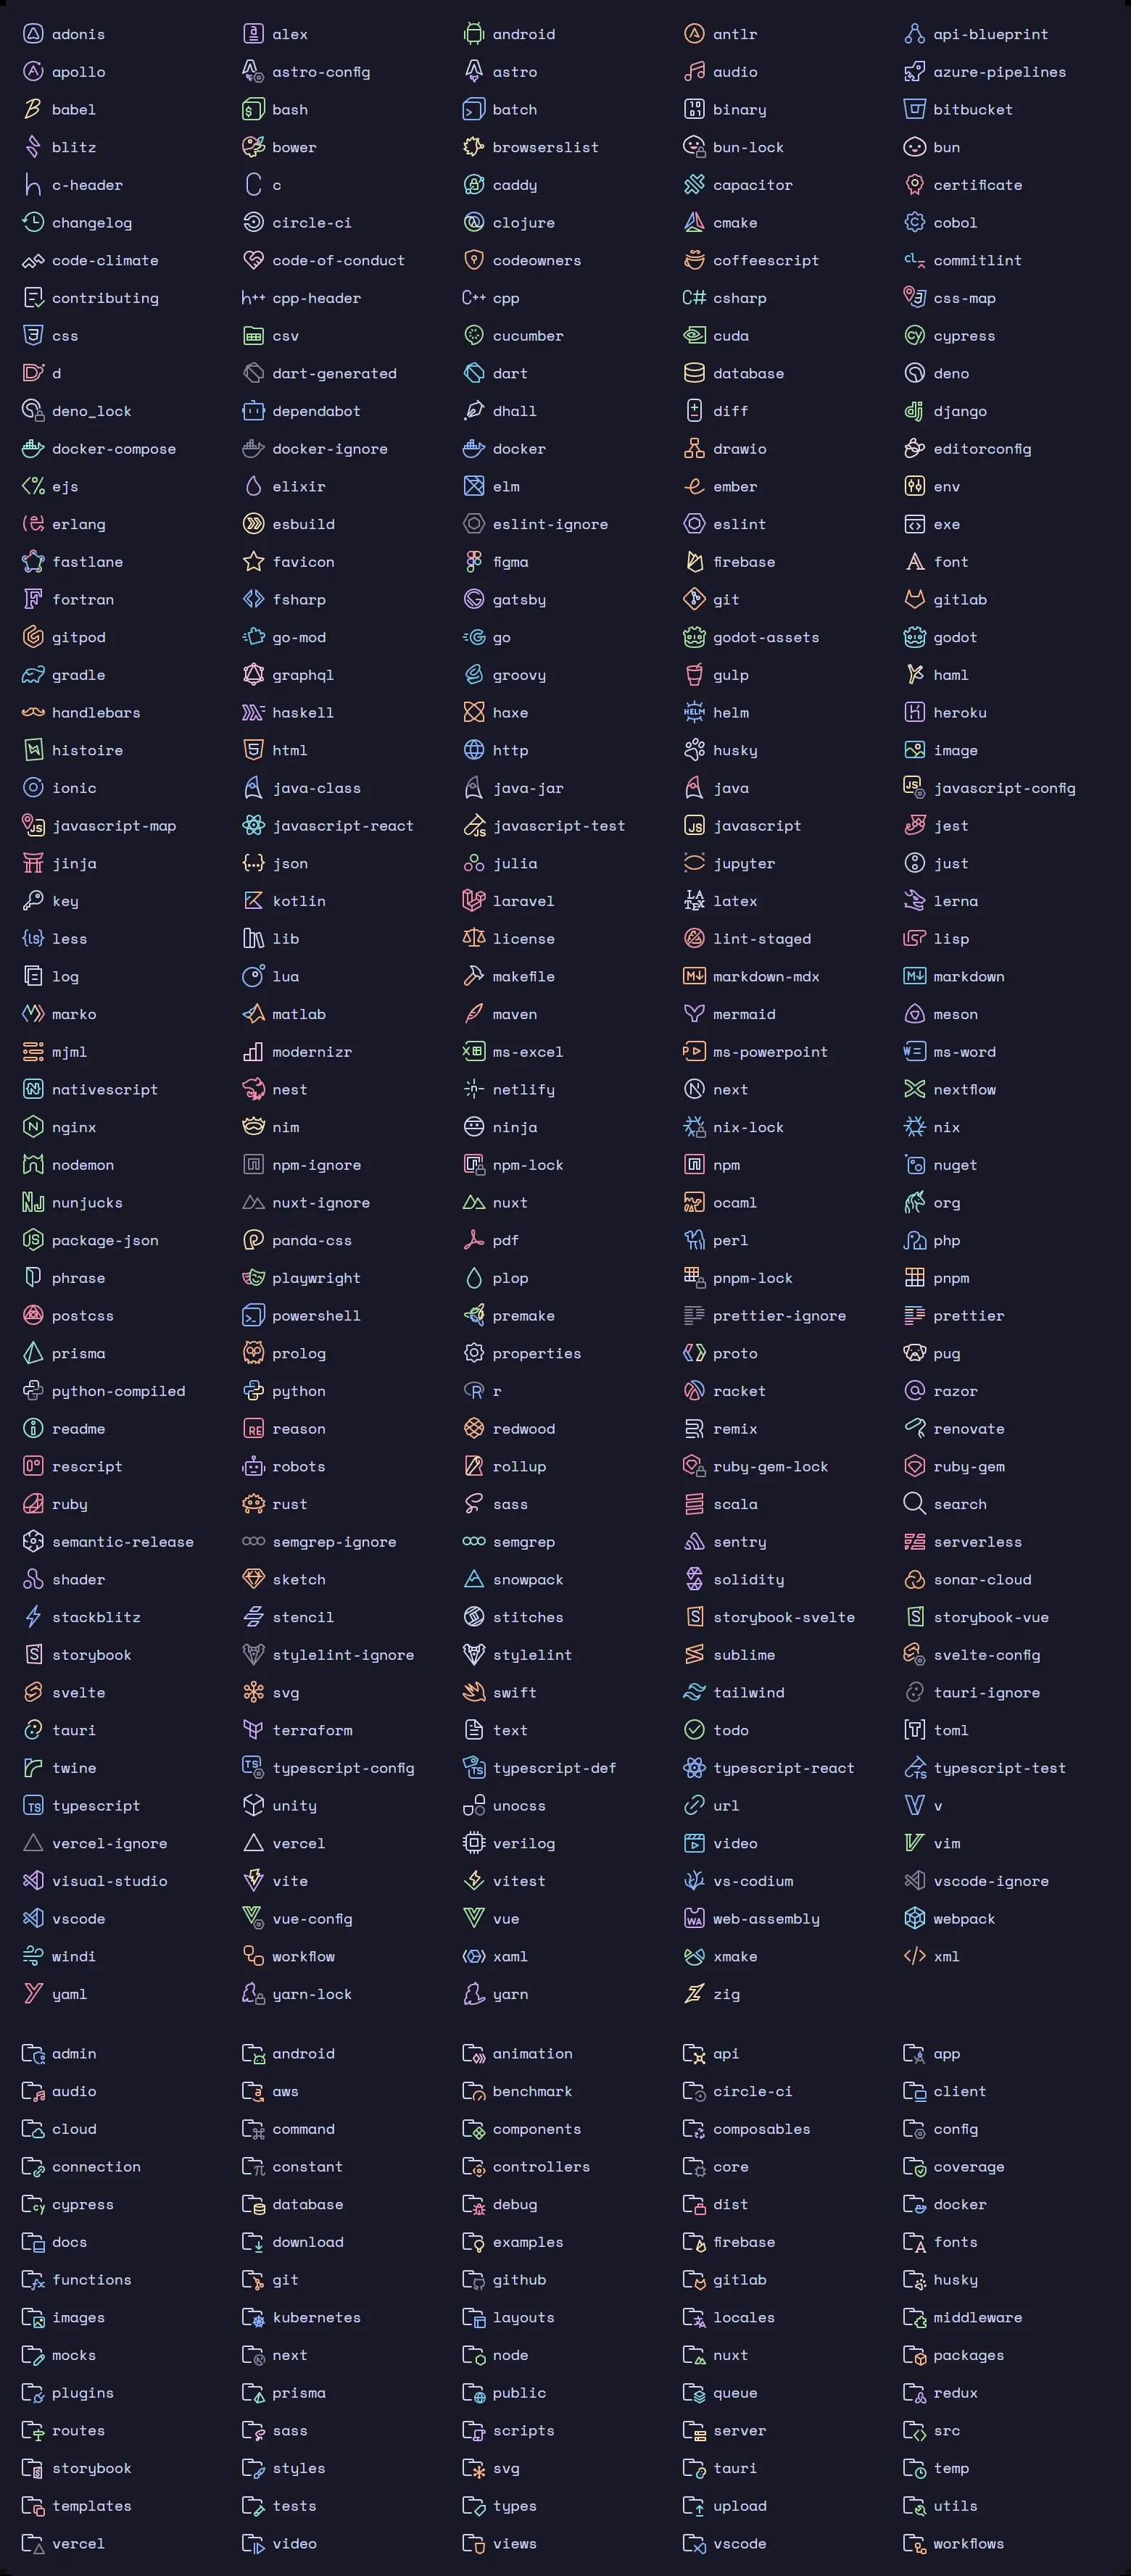 adonis alex android antlr api-blueprint
apollo astro-config astro audio azure-pipelines
babel bash batch binary bitbucket
blitz bower browserslist bun-lock bun
c-header c caddy capacitor certificate
changelog circle-ci clojure cmake cobol
code-climate code-of-conduct codeowners coffeescript commitlint
contributing cpp-header cpp csharp css-map
css csv cucumber cuda cypress
d dart-generated dart database deno
deno_lock dependabot dhall diff django
docker-compose docker-ignore docker drawio editorconfig
ejs elixir elm ember env
erlang esbuild eslint-ignore eslint exe
fastlane favicon figma firebase font
fortran fsharp gatsby git gitlab
gitpod go-mod go godot-assets godot
gradle graphql groovy gulp haml
handlebars haskell haxe helm heroku
histoire html http husky image
ionic java-class java-jar java javascript-config
javascript-map javascript-react javascript-test javascript jest
jinja json julia jupyter just
key kotlin laravel latex lerna
less lib license lint-staged lisp
log lua makefile markdown-mdx markdown
marko matlab maven mermaid meson
mjml modernizr ms-excel ms-powerpoint ms-word
nativescript nest netlify next nextflow
nginx nim ninja nix-lock nix
nodemon npm-ignore npm-lock npm nuget
nunjucks nuxt-ignore nuxt ocaml org
package-json panda-css pdf perl php
phrase playwright plop pnpm-lock pnpm
postcss powershell premake prettier-ignore prettier
prisma prolog properties proto pug
python-compiled python r racket razor
readme reason redwood remix renovate
rescript robots rollup ruby-gem-lock ruby-gem
ruby rust sass scala search
semantic-release semgrep-ignore semgrep sentry serverless
shader sketch snowpack solidity sonar-cloud
stackblitz stencil stitches storybook-svelte storybook-vue
storybook stylelint-ignore stylelint sublime svelte-config
svelte svg swift tailwind tauri-ignore
tauri terraform text todo toml
twine typescript-config typescript-def typescript-react typescript-test
typescript unity unocss url v
vercel-ignore vercel verilog video vim
visual-studio vite vitest vs-codium vscode-ignore
vscode vue-config vue web-assembly webpack
windi workflow xaml xmake xml
yaml yarn-lock yarn zig
admin android animation api app
audio aws benchmark circle-ci client
cloud command components composables config
connection constant controllers core coverage
cypress database debug dist docker
docs download examples firebase fonts
functions git github gitlab husky
images kubernetes layouts locales middleware
mocks next node nuxt packages
plugins prisma public queue redux
routes sass scripts server src
storybook styles svg tauri temp
templates tests types upload utils
vercel video views vscode workflows